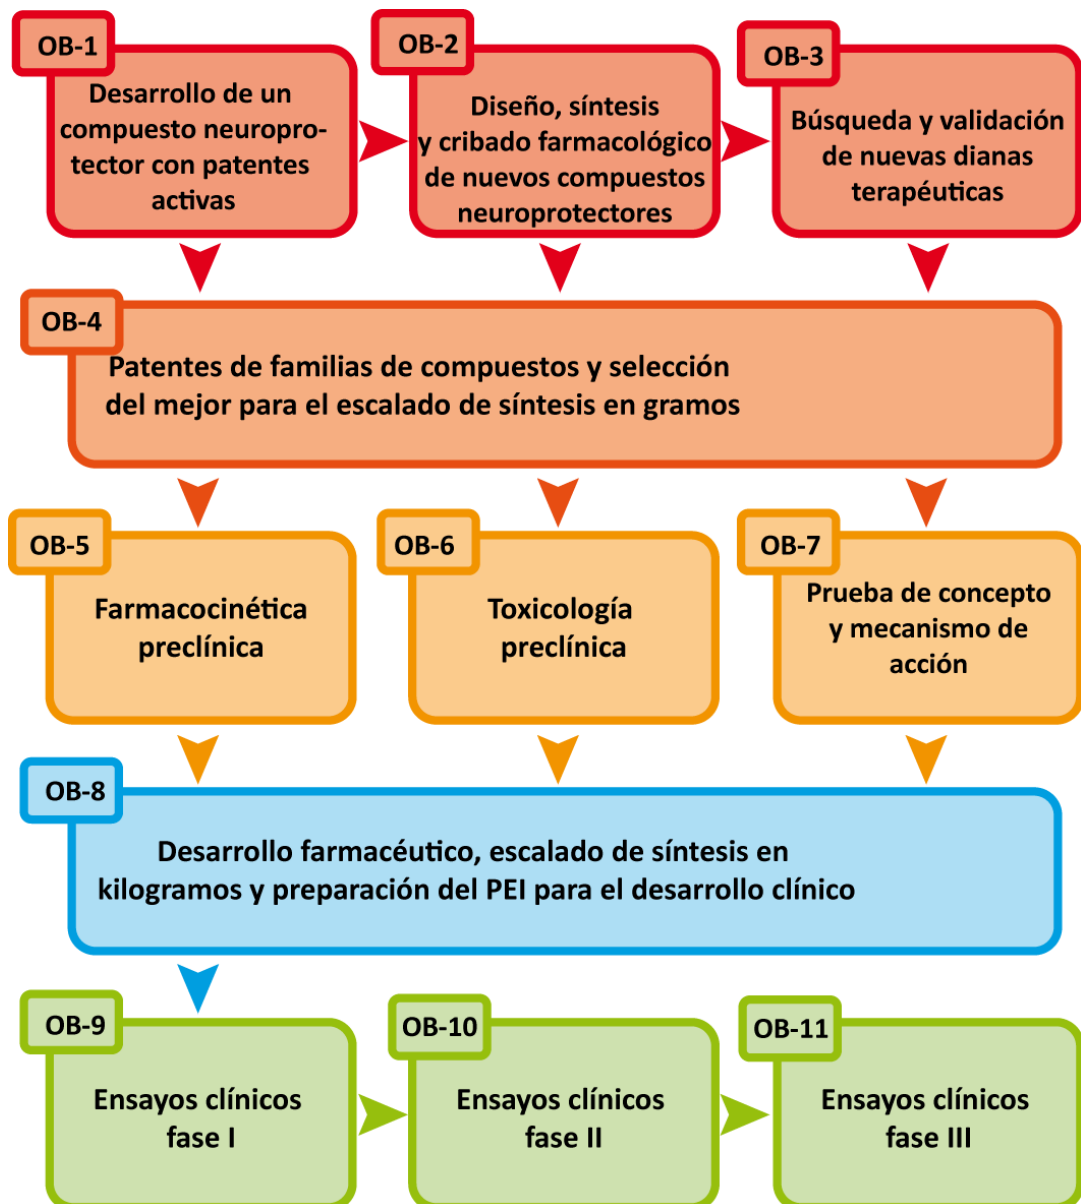 OB-1
Desarrollo de un
compuesto neuropro-
tector con patentes
activas
OB-2
Diseño, síntesis
y cribado farmacológico
de nuevos compuestos
neuroprotectores
OB-3
Búsqueda y validación
de nuevas dianas
terapéuticas
OB-4
Patentes de familias de compuestos y selección
del mejor para el escalado de síntesis en gramos
OB-5
Farmacocinética
preclínica
OB-6
Toxicología
preclínica
OB-7
Prueba de concepto
y mecanismo de
acción
OB-8
Desarrollo farmacéutico, escalado de síntesis en
kilogramos y preparación del PEI para el desarrollo clínico
OB-9
Ensayos clínicos
fase I
OB-10
Ensayos clínicos
fase II
OB-11
Ensayos clínicos
fase III